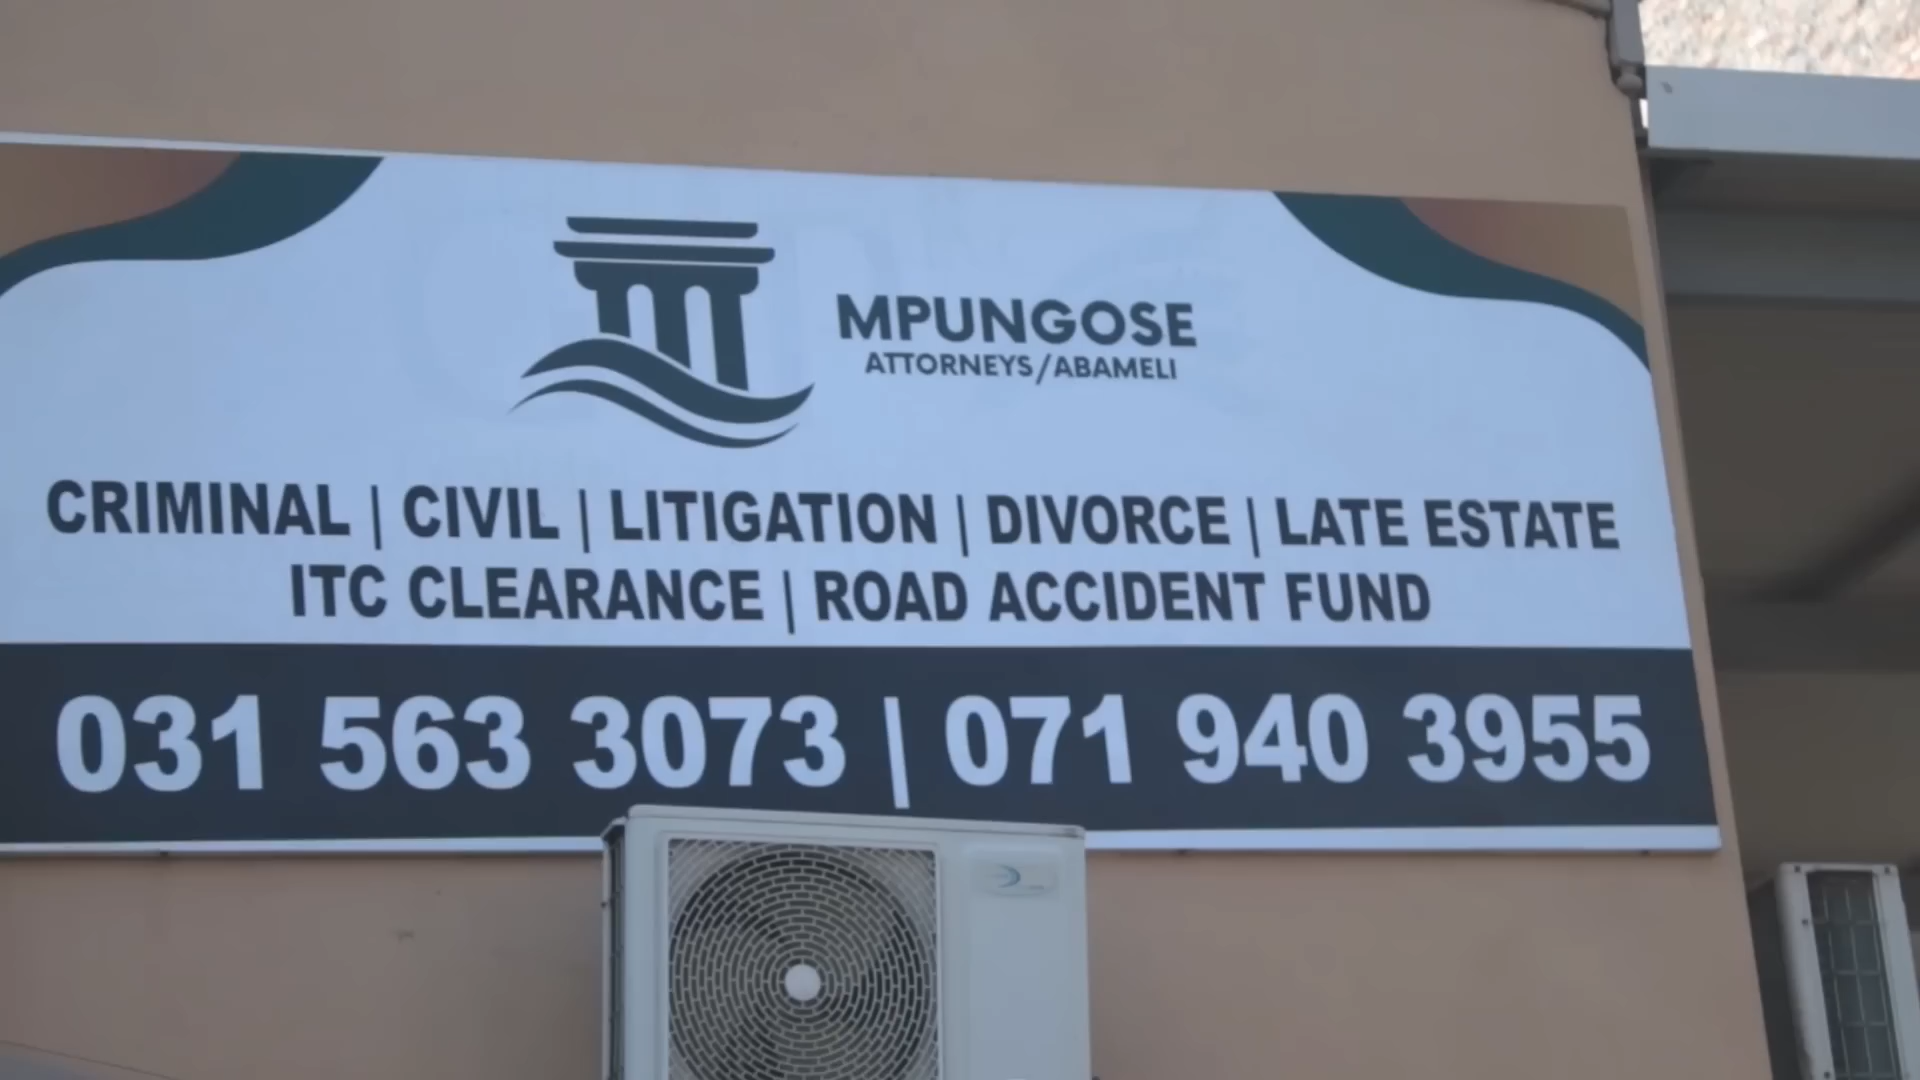 MPUNGOSE
ATTORNEYS/ABAMELI
CRIMINAL | CIVIL | LITIGATION | DIVORCE | LATE ESTATE
ITC CLEARANCE | ROAD ACCIDENT FUND
031 563 3073 | 071 940 3955